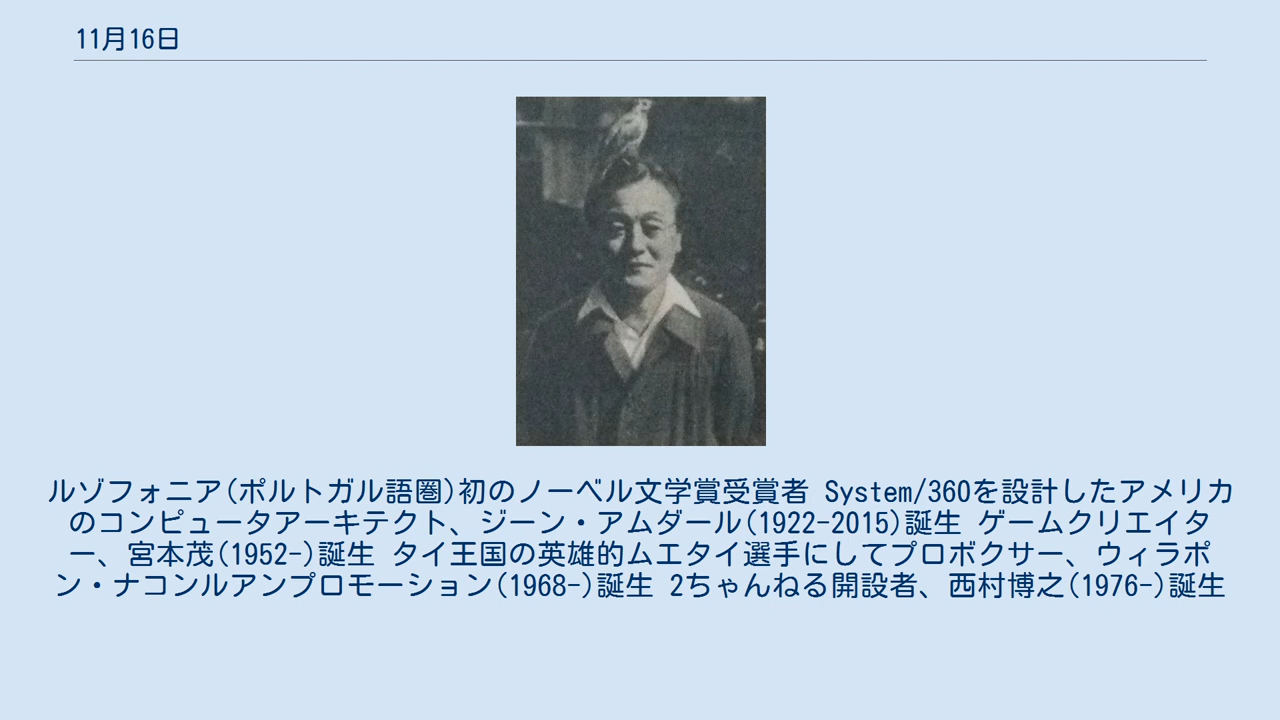 11月16日
ルゾフォニア(ポルトガル語圏)初のノーベル文学賞受賞者 System/360を設計したアメリカ
のコンピュータアーキテクト、ジーン・アムダール(1922-2015)誕生 ゲームクリエイタ
ー、宮本茂(1952-)誕生 タイ王国の英雄的ムエタイ選手にしてプロボクサー、ウィラポ
ン・ナコンルアンプロモーション(1968-)誕生 2ちゃんねる開設者、西村博之(1976-)誕生